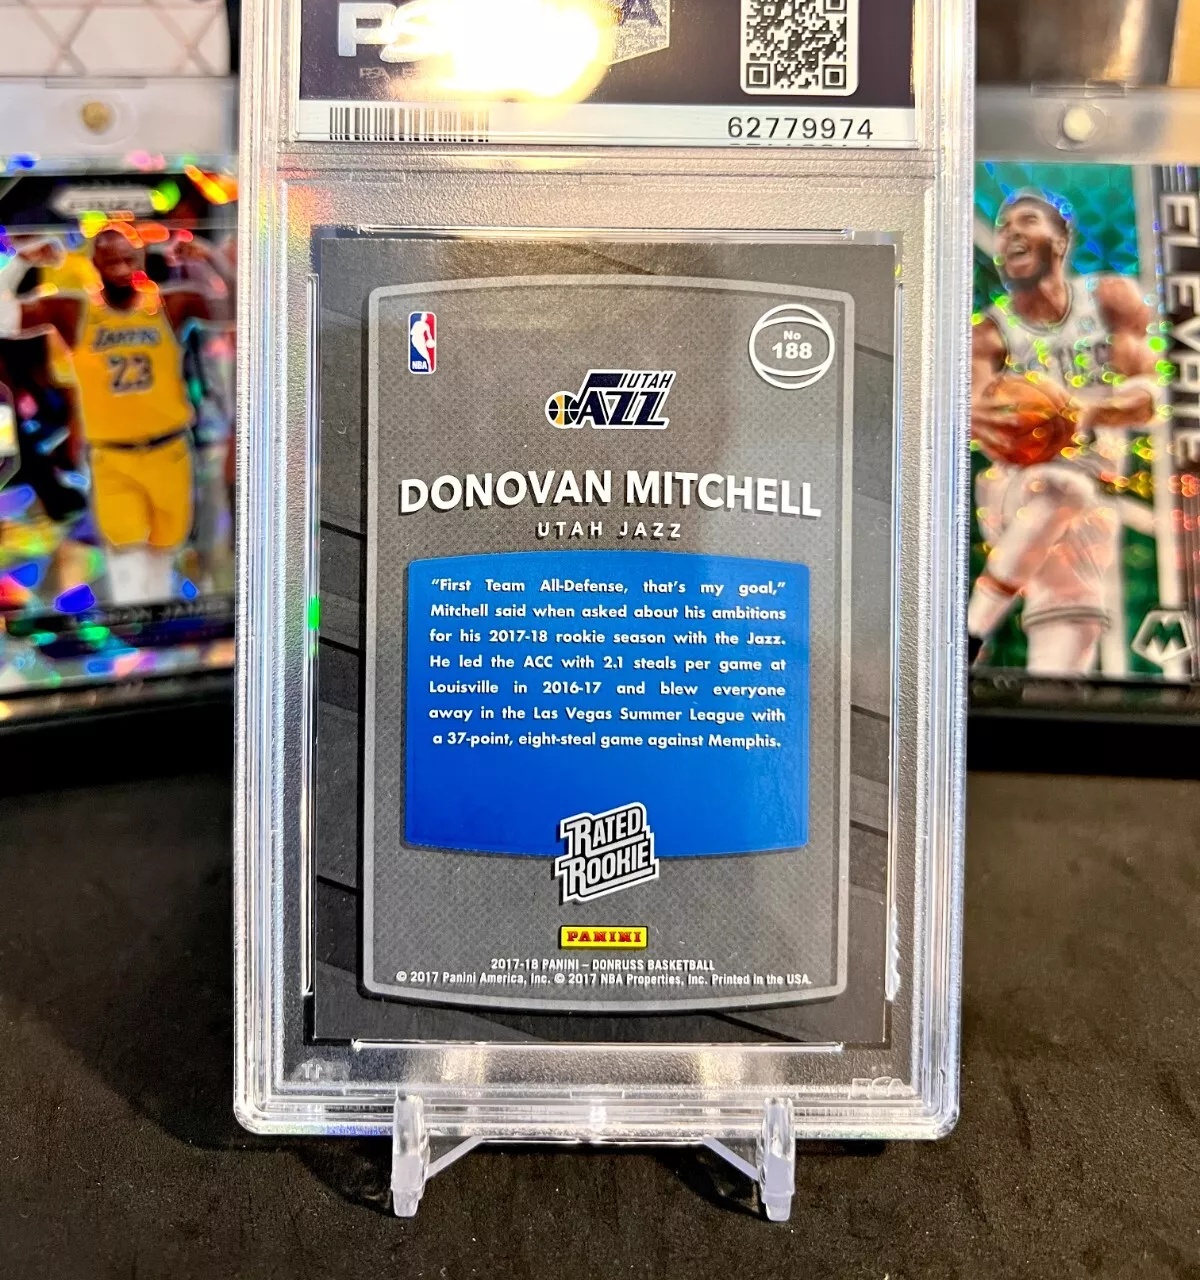 PSA
62779974
NBA
No
188
UTAH
JAZZ
DONOVAN MITCHELL
UTAH JAZZ
“First Team All-Defense, that’s my goal,”
Mitchell said when asked about his ambitions
for his 2017-18 rookie season with the Jazz.
He led the ACC with 2.1 steals per game at
Louisville in 2016-17 and blew everyone
away in the Las Vegas Summer League with
a 37-point, eight-steal game against Memphis.
RATED
ROOKIE
PANINI
2017-18 PANINI – DONRUSS BASKETBALL
© 2017 Panini America, Inc. © 2017 NBA Properties, Inc. Printed in the USA.
PSA
23
ELEVATE
M